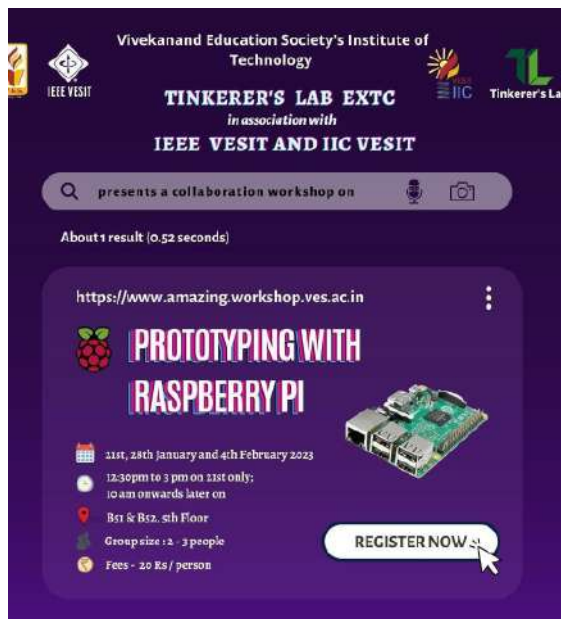 Vivekanand Education Society's Institute of
Technology
IEEE VESIT
IIC
Tinkerer's La
TINKERER'S LAB EXTC
in association with
IEEE VESIT AND IIC VESIT
presents a collaboration workshop on
About 1 result (0.52 seconds)
https://www.amazing.workshop.ves.ac.in
PROTOTYPING WITH
RASPBERRY PI
21st, 28th January and 4th February 2023
12:30pm to 3 pm on 21st only;
10 am onwards later on
B51 & B52, 5th Floor
Group size : 2 - 3 people
Fees - 20 Rs / person
REGISTER NOW